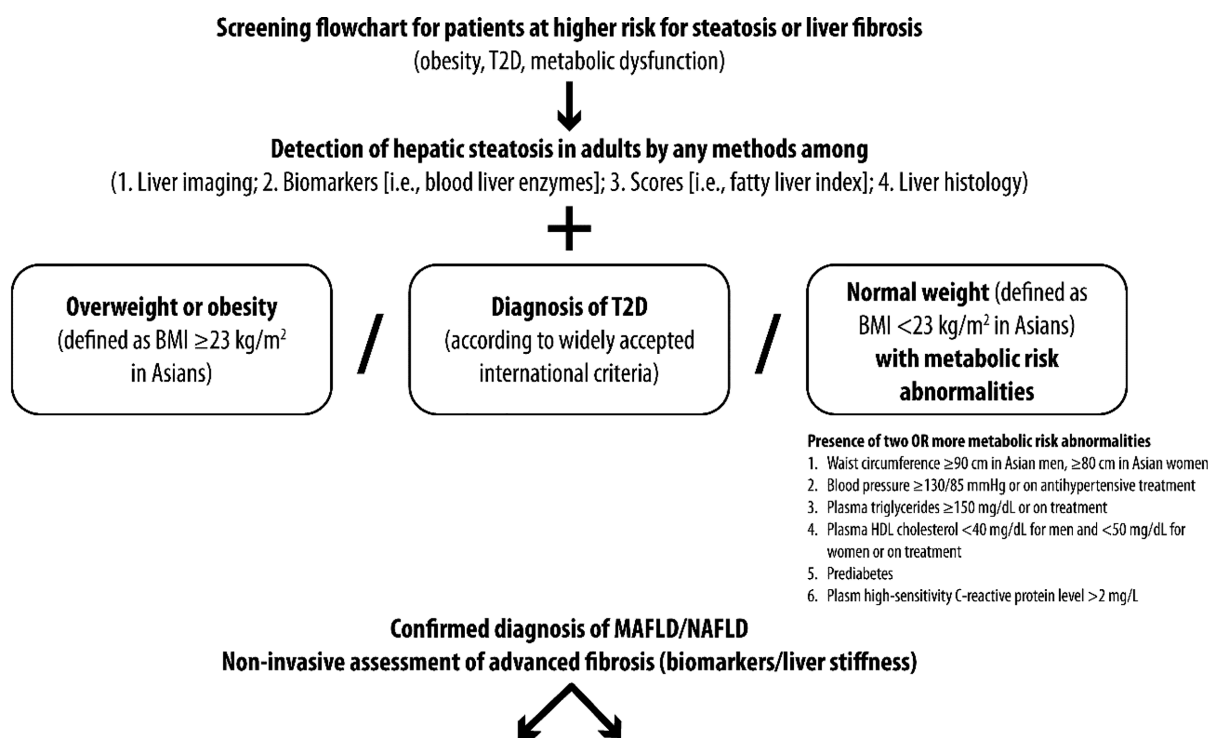 Screening flowchart for patients at higher risk for steatosis or liver fibrosis
(obesity, T2D, metabolic dysfunction)
Detection of hepatic steatosis in adults by any methods among
(1. Liver imaging; 2. Biomarkers [i.e., blood liver enzymes]; 3. Scores [i.e., fatty liver index]; 4. Liver histology)
+
Overweight or obesity
(defined as BMI ≥23 kg/m²
in Asians)
/
Diagnosis of T2D
(according to widely accepted
international criteria)
/
Normal weight (defined as
BMI <23 kg/m² in Asians)
with metabolic risk
abnormalities
Presence of two OR more metabolic risk abnormalities
1. Waist circumference ≥90 cm in Asian men, ≥80 cm in Asian women
2. Blood pressure ≥130/85 mmHg or on antihypertensive treatment
3. Plasma triglycerides ≥150 mg/dL or on treatment
4. Plasma HDL cholesterol <40 mg/dL for men and <50 mg/dL for
women or on treatment
5. Prediabetes
6. Plasm high-sensitivity C-reactive protein level >2 mg/L
Confirmed diagnosis of MAFLD/NAFLD
Non-invasive assessment of advanced fibrosis (biomarkers/liver stiffness)